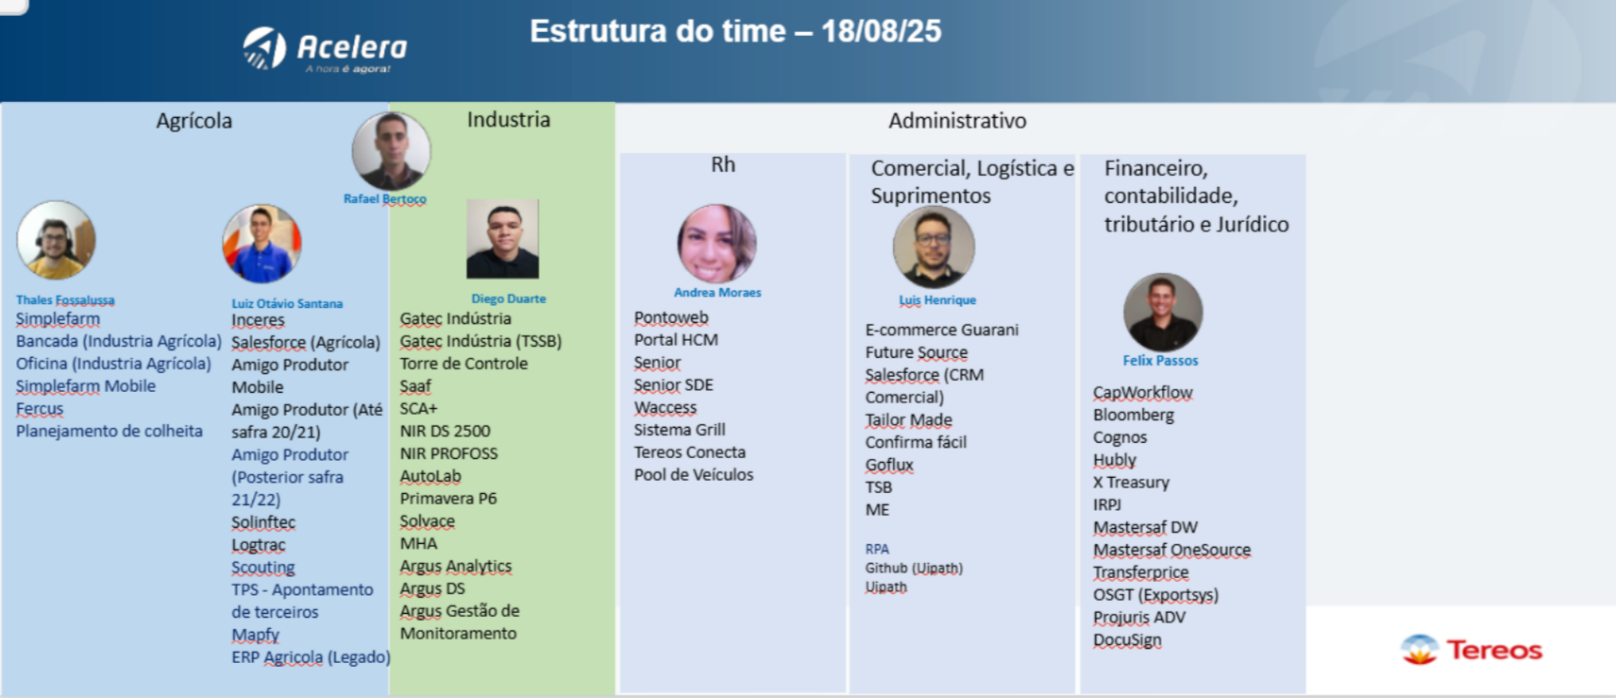 Acelera
A hora é agora!
Estrutura do time – 18/08/25
Agrícola
Industria
Administrativo
Rafael Bertoco
Thales Fossalussa
Simplefarm
Bancada (Industria Agrícola)
Oficina (Industria Agrícola)
Simplefarm Mobile
Fercus
Planejamento de colheita
Luiz Otávio Santana
Inceres
Salesforce (Agrícola)
Amigo Produtor
Mobile
Amigo Produtor (Até
safra 20/21)
Amigo Produtor
(Posterior safra
21/22)
Solinftec
Logtrac
Scouting
TPS - Apontamento
de terceiros
Mapfy
ERP Agricola (Legado)
Diego Duarte
Gatec Indústria
Gatec Indústria (TSSB)
Torre de Controle
Saaf
SCA+
NIR DS 2500
NIR PROFOSS
AutoLab
Primavera P6
Solvace
MHA
Argus Analytics
Argus DS
Argus Gestão de
Monitoramento
Rh
Andrea Moraes
Pontoweb
Portal HCM
Senior
Senior SDE
Waccess
Sistema Grill
Tereos Conecta
Pool de Veículos
Comercial, Logística e
Suprimentos
Luis Henrique
E-commerce Guarani
Future Source
Salesforce (CRM
Comercial)
Tailor Made
Confirma fácil
Goflux
TSB
ME
RPA
Github (Uipath)
Uipath
Financeiro,
contabilidade,
tributário e Jurídico
Felix Passos
CapWorkflow
Bloomberg
Cognos
Hubly
X Treasury
IRPJ
Mastersaf DW
Mastersaf OneSource
Transferprice
OSGT (Exportsys)
Projuris ADV
DocuSign
Tereos